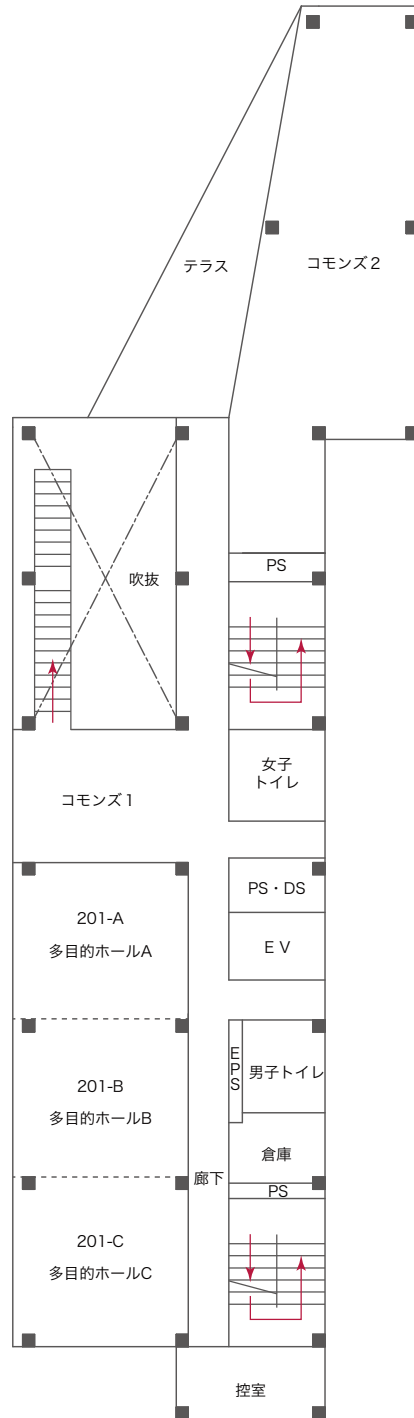 テラス
コモンズ２
PS
吹抜
女子
トイレ
コモンズ１
PS・DS
201-A
多目的ホールA
ＥＶ
EPS
男子トイレ
201-B
多目的ホールB
倉庫
廊下
PS
201-C
多目的ホールC
控室